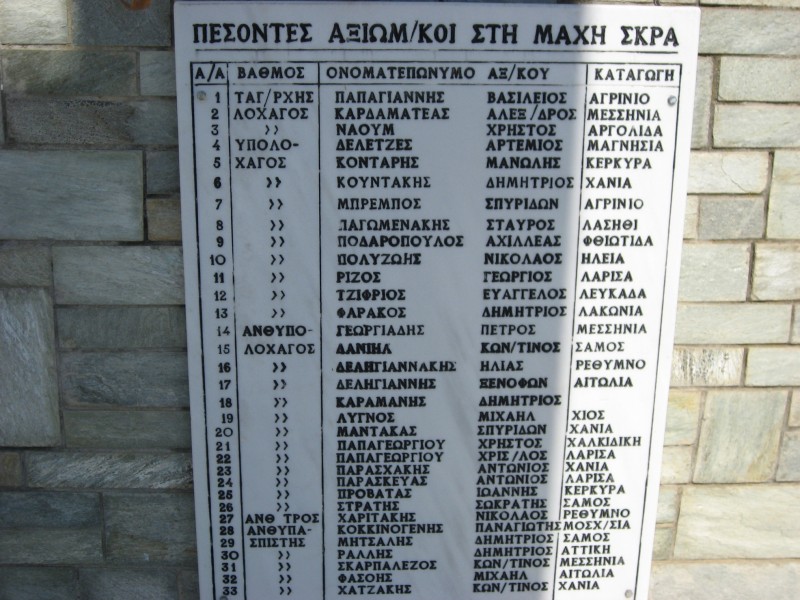 ΠΕΣΟΝΤΕΣ ΑΞΙΩΜ/ΚΟΙ ΣΤΗ ΜΑΧΗ ΣΚΡΑ
Α/Α ΒΑΘΜΟΣ ΟΝΟΜΑΤΕΠΩΝΥΜΟ ΑΞ/ΚΟΥ ΚΑΤΑΓΩΓΗ
1 ΤΑΓ/ΡΧΗΣ ΠΑΠΑΓΙΑΝΝΗΣ ΒΑΣΙΛΕΙΟΣ ΑΓΡΙΝΙΟ
2 ΛΟΧΑΓΟΣ ΚΑΡΔΑΜΑΤΕΑΣ ΑΛΕΞ/ΔΡΟΣ ΜΕΣΣΗΝΙΑ
3 〉〉 ΝΑΟΥΜ ΧΡΗΣΤΟΣ ΑΡΓΟΛΙΔΑ
4 ΥΠΟΛΟ- ΔΕΛΕΤΖΕΣ ΑΡΤΕΜΙΟΣ ΜΑΓΝΗΣΙΑ
5 ΧΑΓΟΣ ΚΟΝΤΑΡΗΣ ΜΑΝΩΛΗΣ ΚΕΡΚΥΡΑ
6 〉〉 ΚΟΥΝΤΑΚΗΣ ΔΗΜΗΤΡΙΟΣ ΧΑΝΙΑ
7 〉〉 ΜΠΡΕΜΠΟΣ ΣΠΥΡΙΔΩΝ ΑΓΡΙΝΙΟ
8 〉〉 ΠΑΓΩΜΕΝΑΚΗΣ ΣΤΑΥΡΟΣ ΛΑΣΗΘΙ
9 〉〉 ΠΟΔΑΡΟΠΟΥΛΟΣ ΑΧΙΛΛΕΑΣ ΦΘΙΩΤΙΔΑ
10 〉〉 ΠΟΛΥΖΩΗΣ ΝΙΚΟΛΑΟΣ ΗΛΕΙΑ
11 〉〉 ΡΙΖΟΣ ΓΕΩΡΓΙΟΣ ΛΑΡΙΣΑ
12 〉〉 ΤΖΙΦΡΙΟΣ ΕΥΑΓΓΕΛΟΣ ΛΕΥΚΑΔΑ
13 〉〉 ΦΑΡΑΚΟΣ ΔΗΜΗΤΡΙΟΣ ΛΑΚΩΝΙΑ
14 ΑΝΘΥΠΟ- ΓΕΩΡΓΙΑΔΗΣ ΠΕΤΡΟΣ ΜΕΣΣΗΝΙΑ
15 ΛΟΧΑΓΟΣ ΔΑΝΙΗΛ ΚΩΝ/ΤΙΝΟΣ ΣΑΜΟΣ
16 〉〉 ΔΕΛΗΓΙΑΝΝΑΚΗΣ ΗΛΙΑΣ ΡΕΘΥΜΝΟ
17 〉〉 ΔΕΛΗΓΙΑΝΝΗΣ ΞΕΝΟΦΩΝ ΑΙΤΩΛΙΑ
18 〉〉 ΚΑΡΑΜΑΝΗΣ ΔΗΜΗΤΡΙΟΣ
19 〉〉 ΛΥΓΝΟΣ ΜΙΧΑΗΛ ΧΙΟΣ
20 〉〉 ΜΑΝΤΑΚΑΣ ΣΠΥΡΙΔΩΝ ΧΑΝΙΑ
21 〉〉 ΠΑΠΑΓΕΩΡΓΙΟΥ ΧΡΗΣΤΟΣ ΧΑΛΚΙΔΙΚΗ
22 〉〉 ΠΑΠΑΓΕΩΡΓΙΟΥ ΧΡΙΣ/ΛΟΣ ΛΑΡΙΣΑ
23 〉〉 ΠΑΡΑΣΧΑΚΗΣ ΑΝΤΩΝΙΟΣ ΧΑΝΙΑ
24 〉〉 ΠΑΡΑΣΚΕΥΑΣ ΑΝΤΩΝΙΟΣ ΛΑΡΙΣΑ
25 〉〉 ΠΡΟΒΑΤΑΣ ΙΩΑΝΝΗΣ ΚΕΡΚΥΡΑ
26 〉〉 ΣΤΡΑΤΗΣ ΣΩΚΡΑΤΗΣ ΣΑΜΟΣ
27 ΑΝΘ ΤΡΟΣ ΧΑΡΙΤΑΚΗΣ ΝΙΚΟΛΑΟΣ ΡΕΘΥΜΝΟ
28 ΑΝΘΥΠΑ- ΚΟΚΚΙΝΟΓΕΝΗΣ ΠΑΝΑΓΙΩΤΗΣ ΜΟΣΧ/ΣΙΑ
29 ΣΠΙΣΤΗΣ ΜΗΤΣΑΛΗΣ ΔΗΜΗΤΡΙΟΣ ΣΑΜΟΣ
30 〉〉 ΡΑΛΛΗΣ ΔΗΜΗΤΡΙΟΣ ΑΤΤΙΚΗ
31 〉〉 ΣΚΑΡΠΑΛΕΖΟΣ ΚΩΝ/ΤΙΝΟΣ ΜΕΣΣΗΝΙΑ
32 〉〉 ΦΑΣΟΗΣ ΜΙΧΑΗΛ ΑΙΤΩΛΙΑ
33 〉〉 ΧΑΤΖΑΚΗΣ ΚΩΝ/ΤΙΝΟΣ ΧΑΝΙΑ